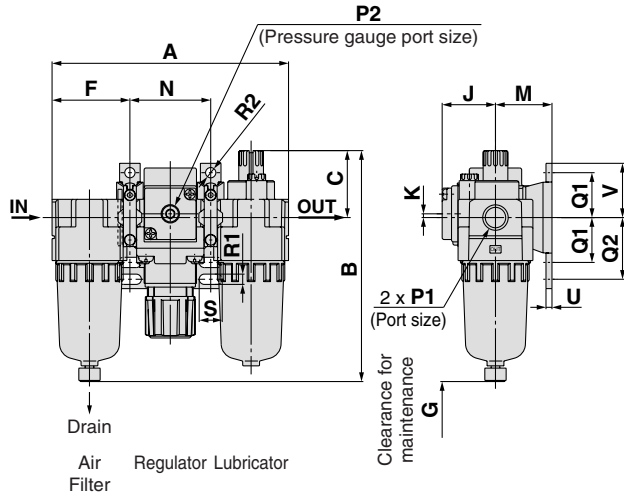 P2
(Pressure gauge port size)
A
F
N
R2
J
M
C
K
Q1
V
IN
OUT
B
R1
Q1
Q2
S
2 x P1
(Port size)
U
Clearance for
maintenance
G
Drain
Air
Filter
Regulator
Lubricator